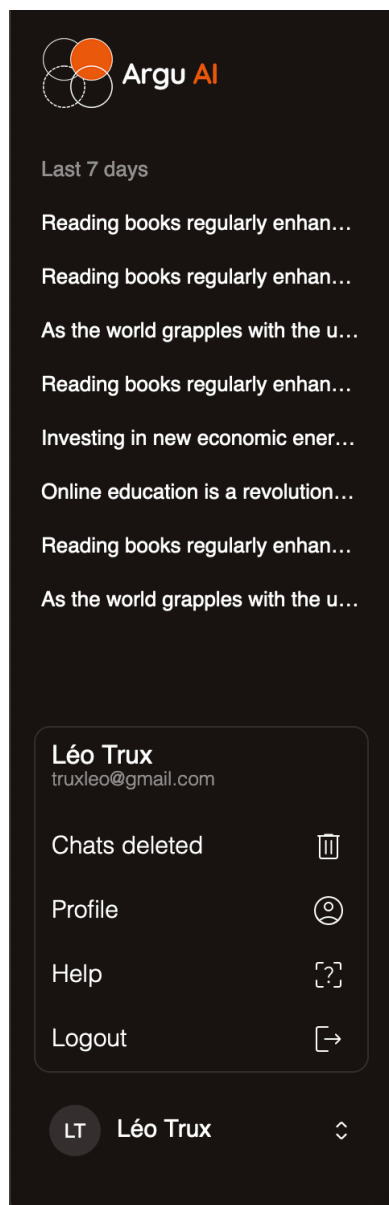 Argu AI
Last 7 days
Reading books regularly enhan...
Reading books regularly enhan...
As the world grapples with the u...
Reading books regularly enhan...
Investing in new economic ener...
Online education is a revolution...
Reading books regularly enhan...
As the world grapples with the u...
Léo Trux
truxleo@gmail.com
Chats deleted
Profile
Help
Logout
LT Léo Trux